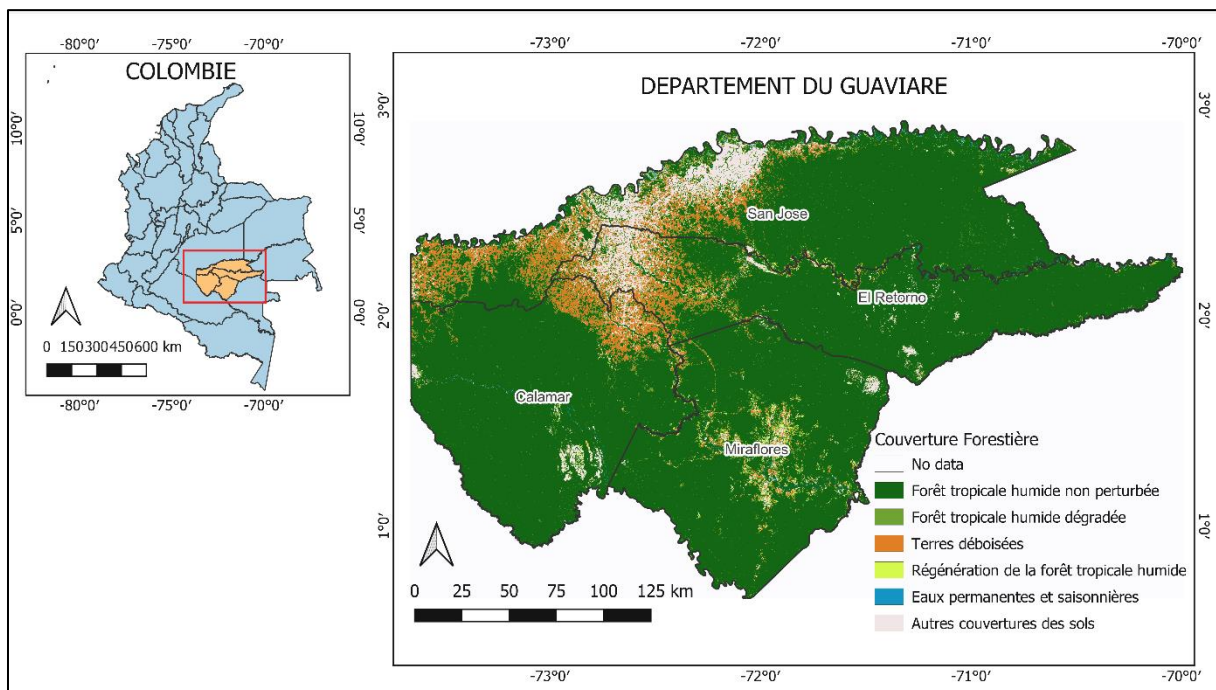 -80°0′ -75°0′ -70°0′
COLOMBIE
10°0′ 10°0′
5°0′ 5°0′
0°0′ 0°0′
0 150300450600 km
-80°0′ -75°0′ -70°0′
-73°0′ -72°0′ -71°0′ -70°0′
DEPARTEMENT DU GUAVIARE
3°0′ 3°0′
San Jose
El Retorno
2°0′ 2°0′
Calamar
Miraflores
1°0′ 1°0′
Couverture Forestière
No data
Forêt tropicale humide non perturbée
Forêt tropicale humide dégradée
Terres déboisées
Régénération de la forêt tropicale humide
Eaux permanentes et saisonnières
Autres couvertures des sols
0 25 50 75 100 125 km
-73°0′ -72°0′ -71°0′ -70°0′